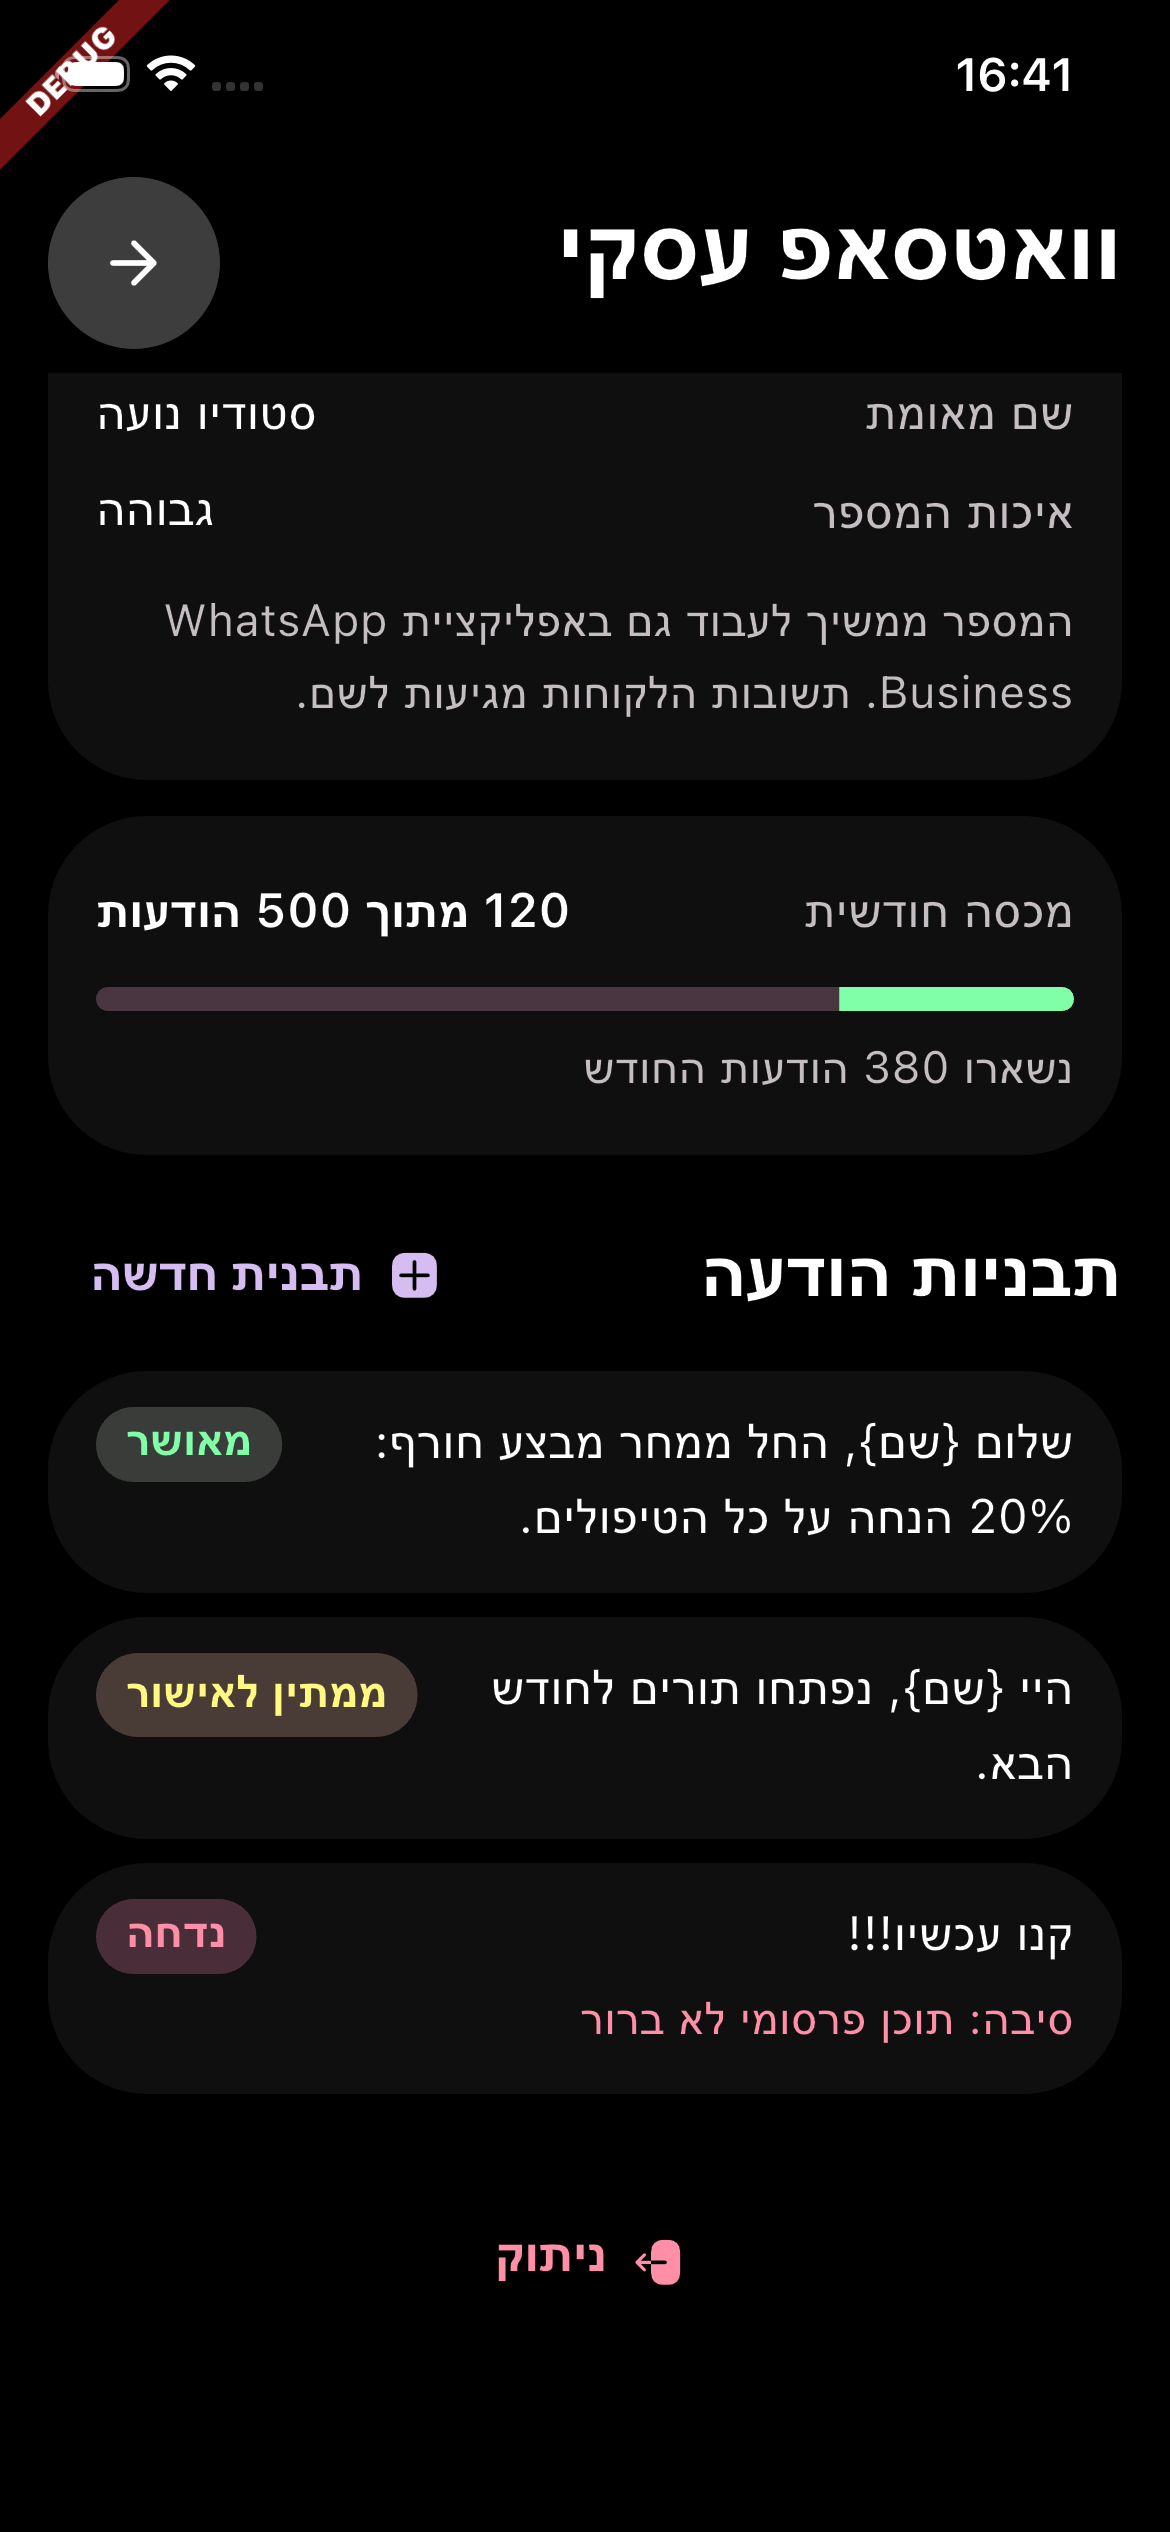 DEBUG
16:41
וואטסאפ עסקי
שם מאומת
סטודיו נועה
איכות המספר
גבוהה
המספר ממשיך לעבוד גם באפליקציית WhatsApp
Business. תשובות הלקוחות מגיעות לשם.
מכסה חודשית
120 מתוך 500 הודעות
נשארו 380 הודעות החודש
תבניות הודעה
תבנית חדשה
שלום {שם}, החל ממחר מבצע חורף:
20% הנחה על כל הטיפולים.
מאושר
היי {שם}, נפתחו תורים לחודש
הבא.
ממתין לאישור
קנו עכשיו!!!
נדחה
סיבה: תוכן פרסומי לא ברור
ניתוק